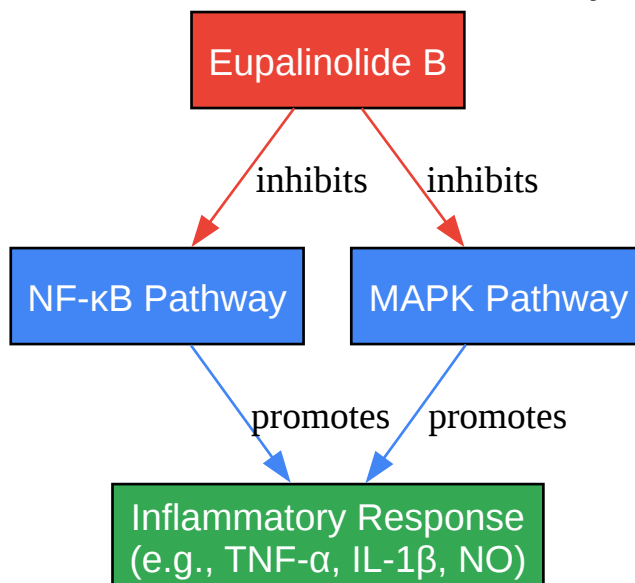 Eupalinolide B
inhibits inhibits
NF-κB Pathway MAPK Pathway
promotes promotes
Inflammatory Response
(e.g., TNF-α, IL-1β, NO)